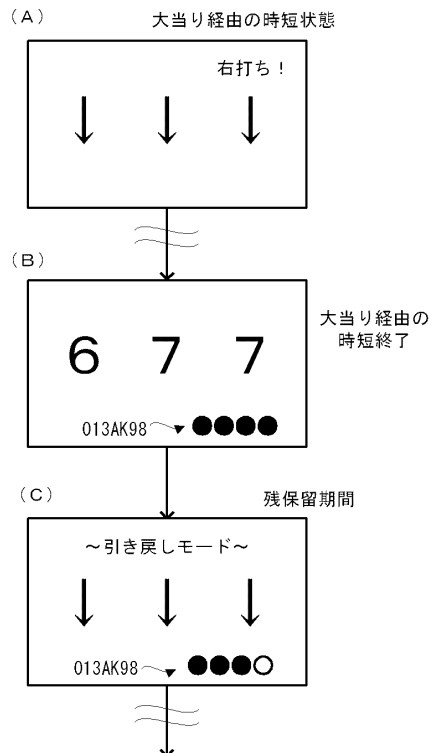 （A）
大当り経由の時短状態
右打ち！
（B）
6 7 7
大当り経由の
時短終了
013AK98
（C）
残保留期間
～引き戻しモード～
013AK98